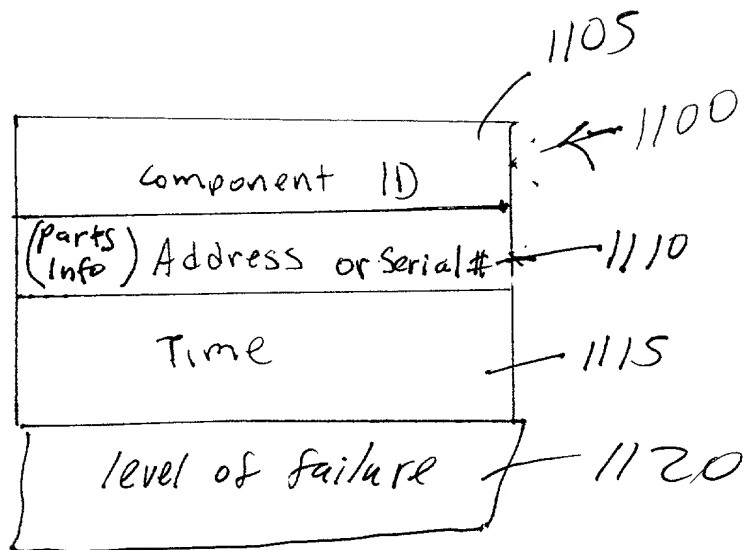 1105
1100
Component ID
(Parts Info) Address or Serial# 1110
Time 1115
level of failure 1120